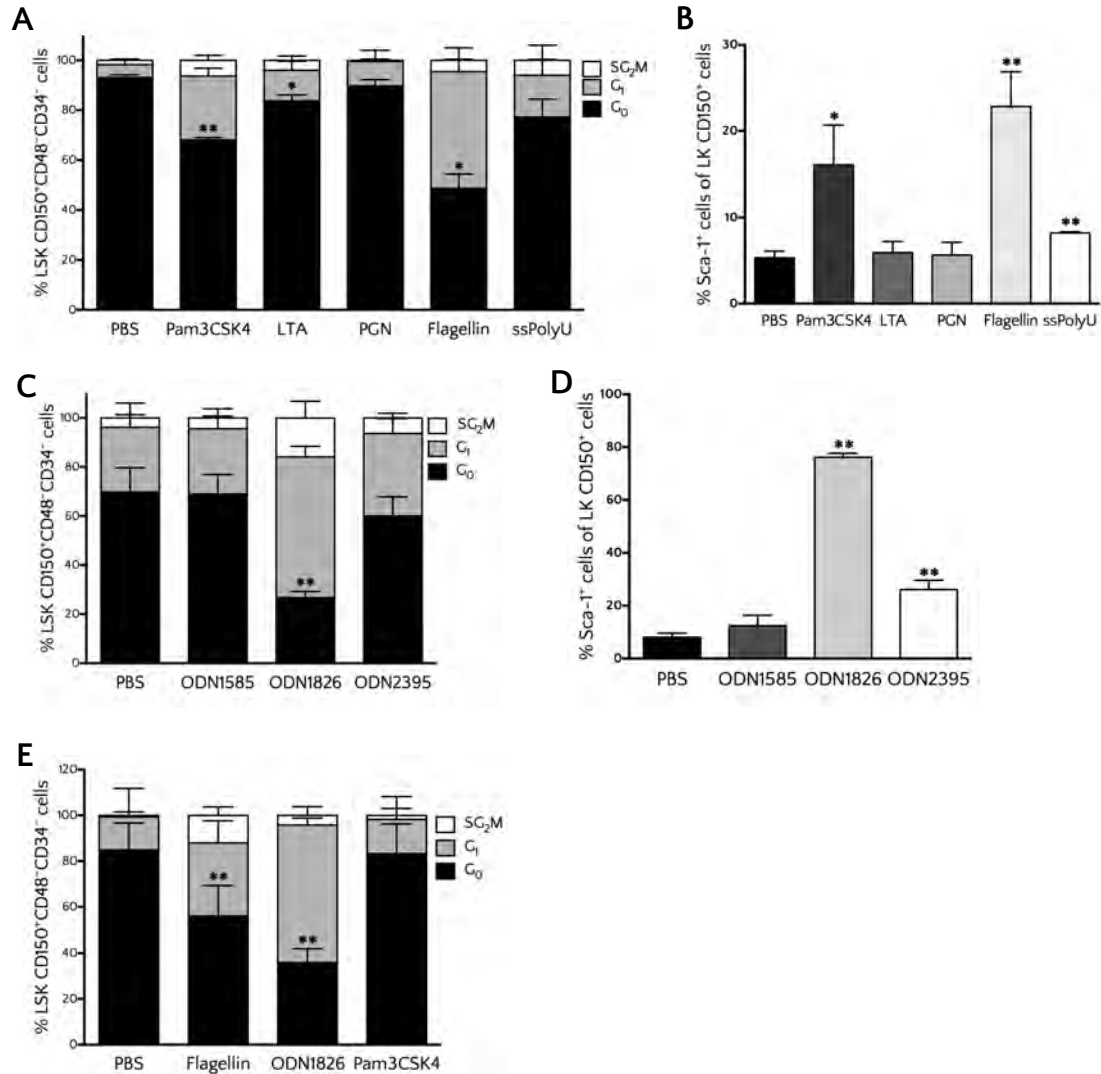 A
% LSK CD150⁺CD48⁻CD34⁻ cells
100
80
60
40
20
0
**
*
*
SG₂M
G₁
G₀
PBS Pam3CSK4 LTA PGN Flagellin ssPolyU
B
% Sca-1⁺ cells of LK CD150⁺ cells
30
20
10
0
*
**
**
PBS Pam3CSK4 LTA PGN Flagellin ssPolyU
C
% LSK CD150⁺CD48⁻CD34⁻ cells
100
80
60
40
20
0
**
SG₂M
G₁
G₀
PBS ODN1585 ODN1826 ODN2395
D
% Sca-1⁺ cells of LK CD150⁺ cells
100
80
60
40
20
0
**
**
PBS ODN1585 ODN1826 ODN2395
E
% LSK CD150⁺CD48⁻CD34⁻ cells
120
100
80
60
40
20
0
**
**
SG₂M
G₁
G₀
PBS Flagellin ODN1826 Pam3CSK4